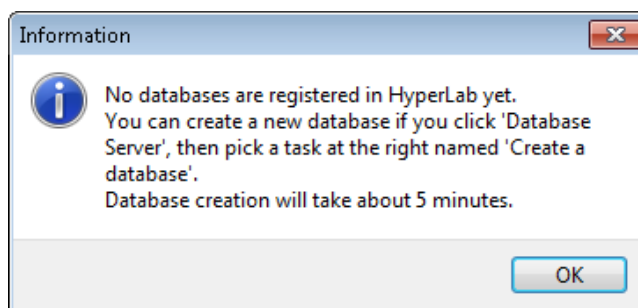 Information
No databases are registered in HyperLab yet.
You can create a new database if you click 'Database
Server', then pick a task at the right named 'Create a
database'.
Database creation will take about 5 minutes.
OK